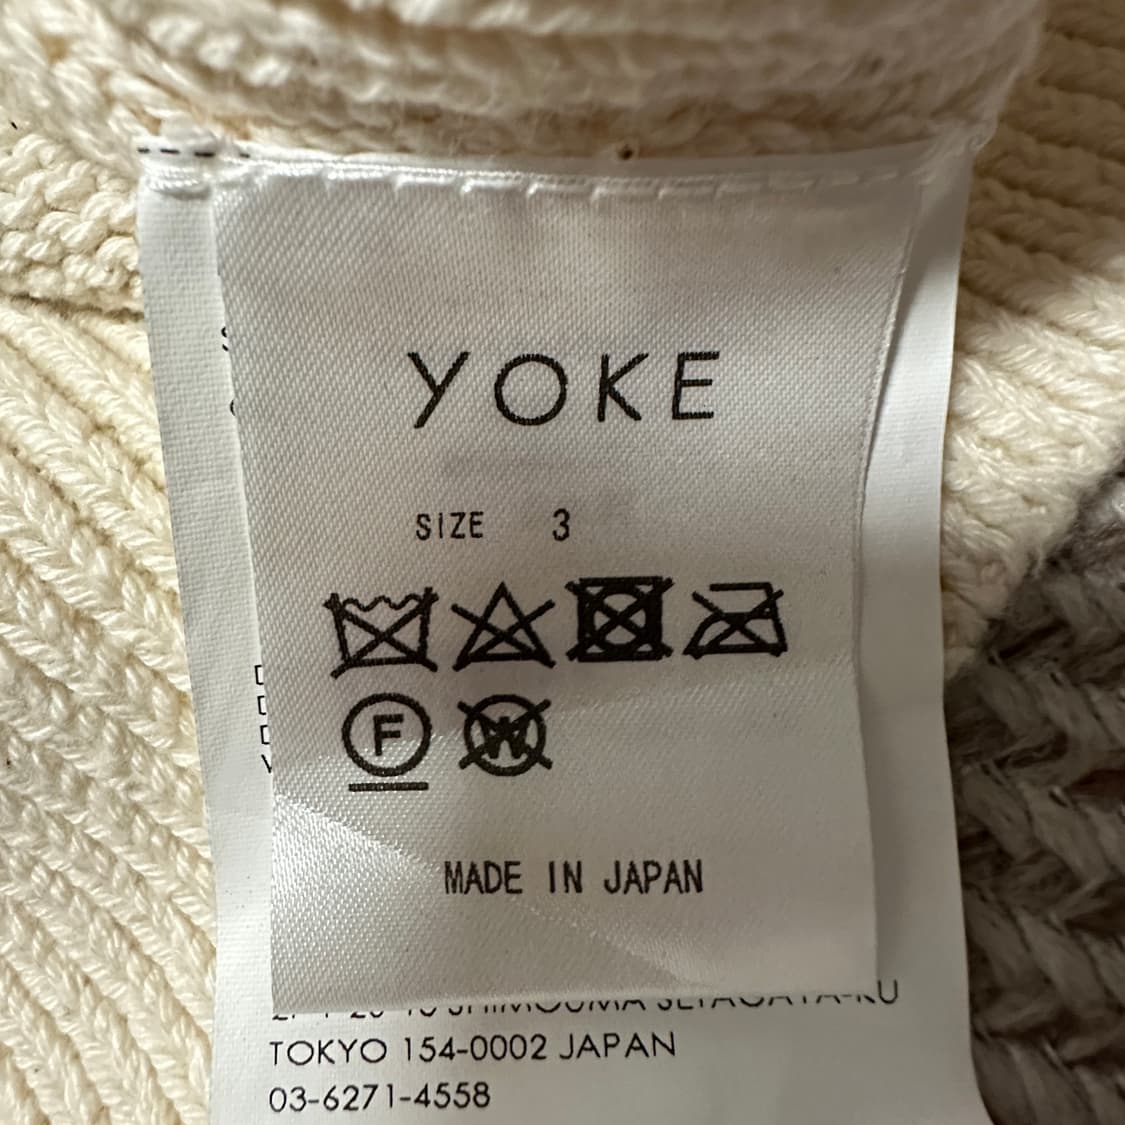 YOKE
SIZE 3
F W
MADE IN JAPAN
TOKYO 154-0002 JAPAN
03-6271-4558